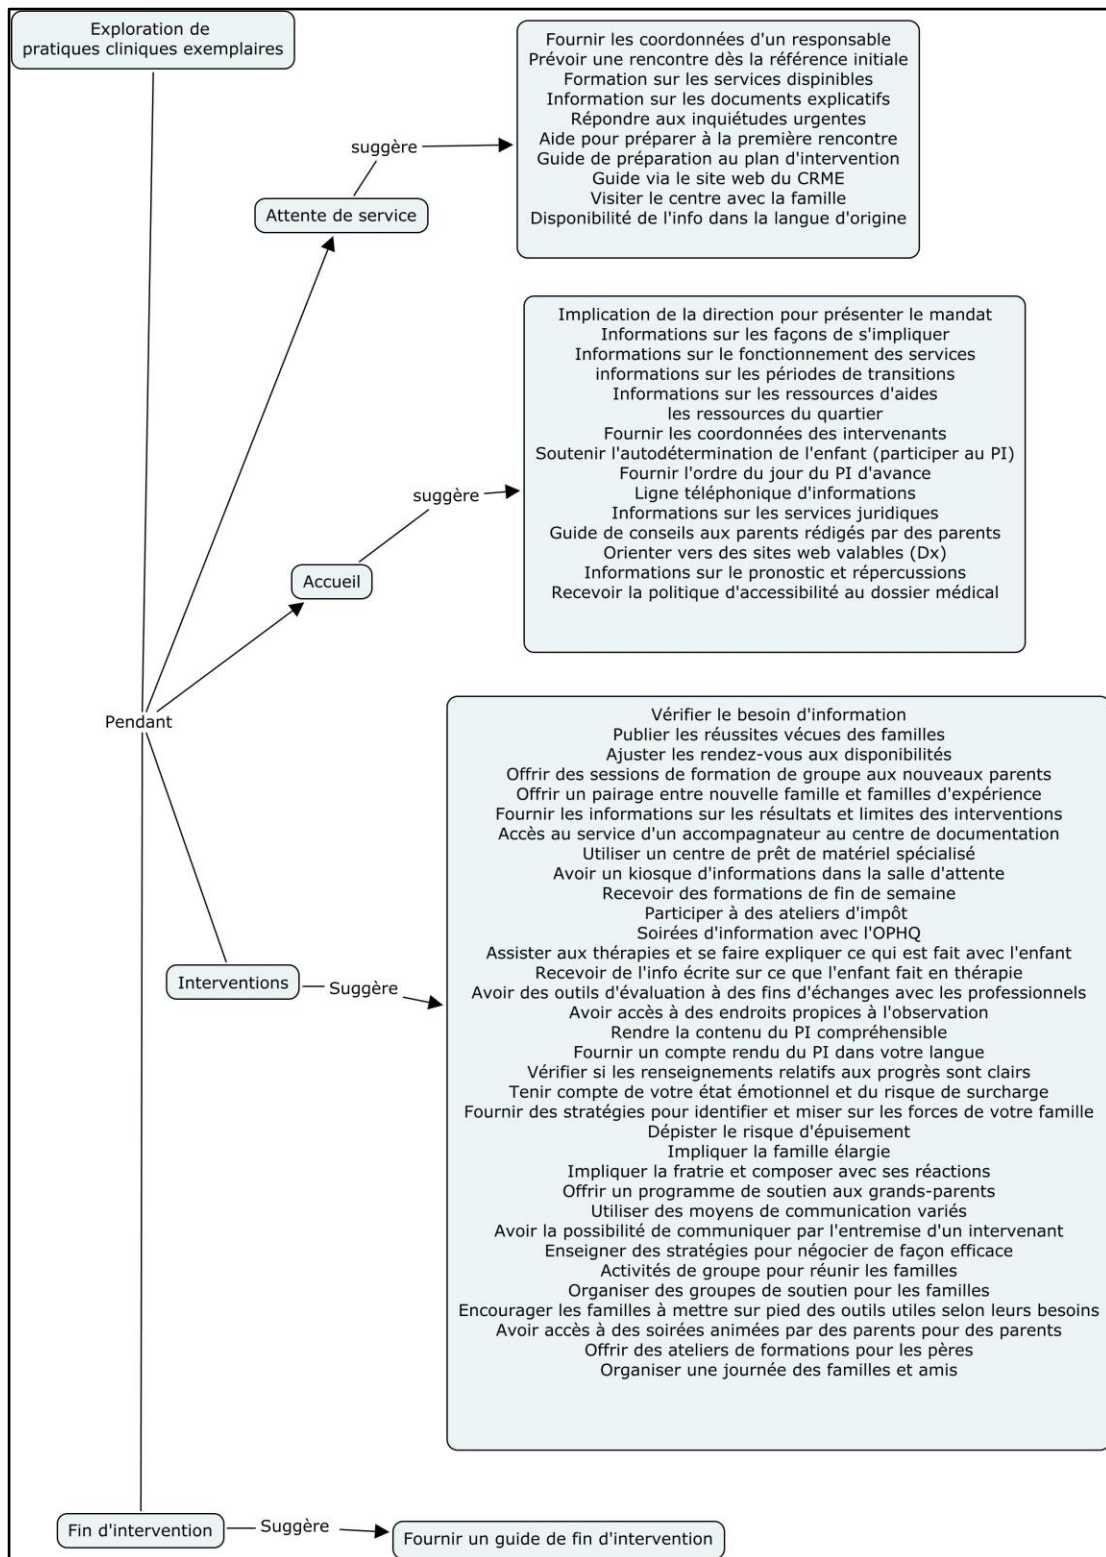 Exploration de
pratiques cliniques exemplaires
Fournir les coordonnées d'un responsable
Prévoir une rencontre dès la référence initiale
Formation sur les services dispinibles
Information sur les documents explicatifs
Répondre aux inquiétudes urgentes
Aide pour préparer à la première rencontre
Guide de préparation au plan d'intervention
Guide via le site web du CRME
Visiter le centre avec la famille
Disponibilité de l'info dans la langue d'origine
suggère
Attente de service
Implication de la direction pour présenter le mandat
Informations sur les façons de s'impliquer
Informations sur le fonctionnement des services
informations sur les périodes de transitions
Informations sur les ressources d'aides
les ressources du quartier
Fournir les coordonnées des intervenants
Soutenir l'autodétermination de l'enfant (participer au PI)
Fournir l'ordre du jour du PI d'avance
Ligne téléphonique d'informations
Informations sur les services juridiques
Guide de conseils aux parents rédigés par des parents
Orienter vers des sites web valables (Dx)
Informations sur le pronostic et répercussions
Recevoir la politique d'accessibilité au dossier médical
suggère
Accueil
Pendant
Vérifier le besoin d'information
Publier les réussites vécues des familles
Ajuster les rendez-vous aux disponibilités
Offrir des sessions de formation de groupe aux nouveaux parents
Offrir un pairage entre nouvelle famille et familles d'expérience
Fournir les informations sur les résultats et limites des interventions
Accès au service d'un accompagnateur au centre de documentation
Utiliser un centre de prêt de matériel spécialisé
Avoir un kiosque d'informations dans la salle d'attente
Recevoir des formations de fin de semaine
Participer à des ateliers d'impôt
Soirées d'information avec l'OPHQ
Assister aux thérapies et se faire expliquer ce qui est fait avec l'enfant
Recevoir de l'info écrite sur ce que l'enfant fait en thérapie
Avoir des outils d'évaluation à des fins d'échanges avec les professionnels
Avoir accès à des endroits propices à l'observation
Rendre la contenu du PI compréhensible
Fournir un compte rendu du PI dans votre langue
Vérifier si les renseignements relatifs aux progrès sont clairs
Tenir compte de votre état émotionnel et du risque de surcharge
Fournir des stratégies pour identifier et miser sur les forces de votre famille
Dépister le risque d'épuisement
Impliquer la famille élargie
Impliquer la fratrie et composer avec ses réactions
Offrir un programme de soutien aux grands-parents
Utiliser des moyens de communication variés
Avoir la possibilité de communiquer par l'entremise d'un intervenant
Enseigner des stratégies pour négocier de façon efficace
Activités de groupe pour réunir les familles
Organiser des groupes de soutien pour les familles
Encourager les familles à mettre sur pied des outils utiles selon leurs besoins
Avoir accès à des soirées animées par des parents pour des parents
Offrir des ateliers de formations pour les pères
Organiser une journée des familles et amis
Interventions
Suggère
Fin d'intervention
Suggère
Fournir un guide de fin d'intervention